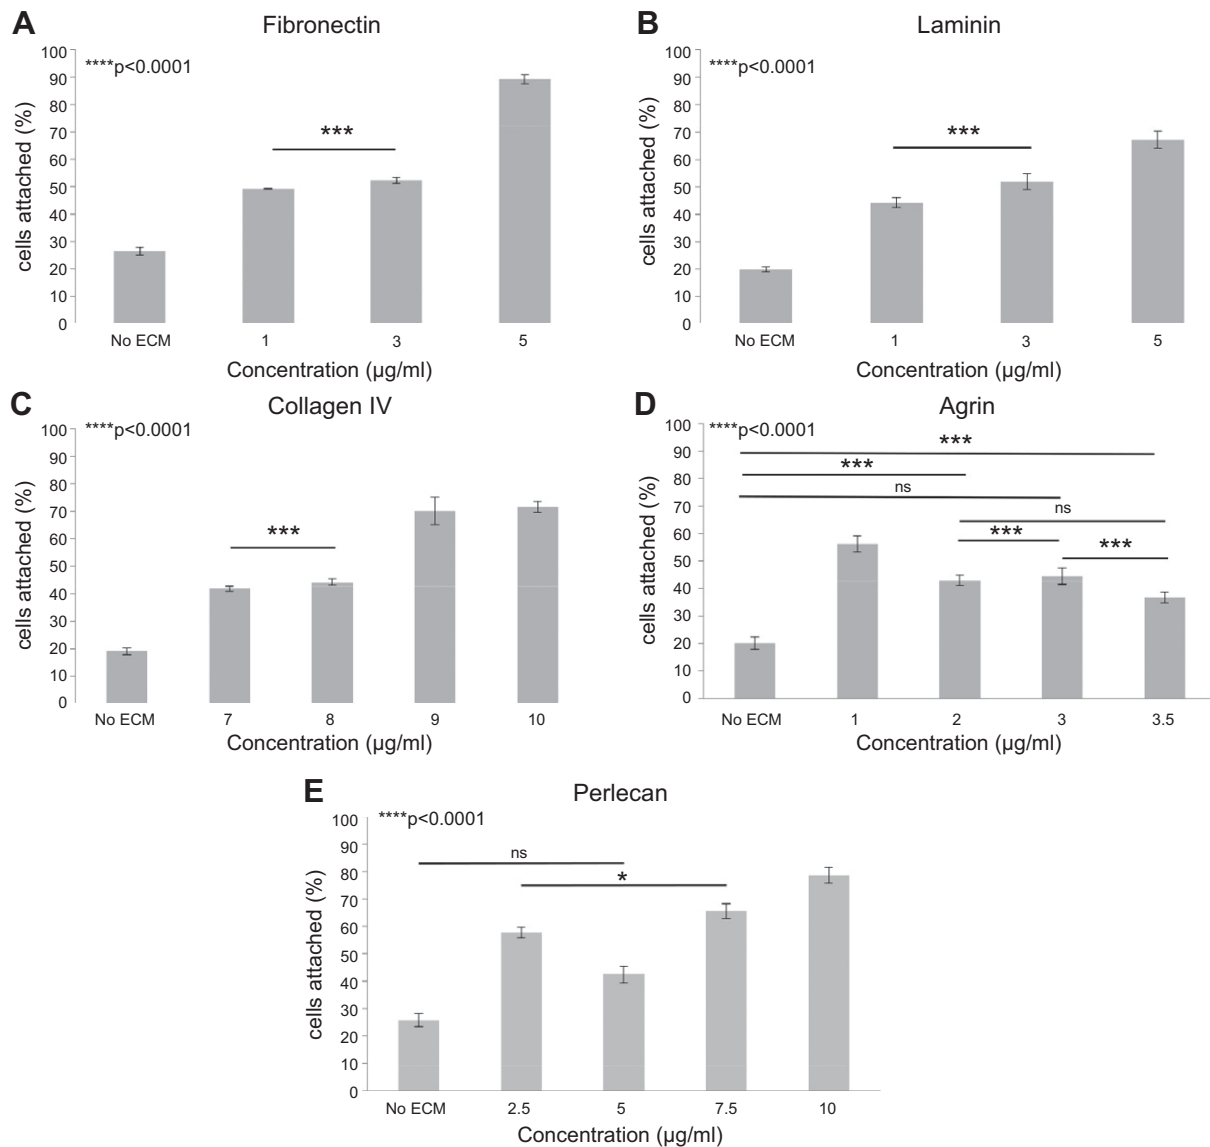 A Fibronectin
****p<0.0001
cells attached (%)
100
90
80
70
60
50
40
30
20
10
0
***
No ECM 1 3 5
Concentration (µg/ml)
B Laminin
****p<0.0001
cells attached (%)
100
90
80
70
60
50
40
30
20
10
0
***
No ECM 1 3 5
Concentration (µg/ml)
C Collagen IV
****p<0.0001
cells attached (%)
100
90
80
70
60
50
40
30
20
10
0
***
No ECM 7 8 9 10
Concentration (µg/ml)
D Agrin
****p<0.0001
cells attached (%)
100
90
80
70
60
50
40
30
20
10
0
***
***
ns
ns
***
***
No ECM 1 2 3 3.5
Concentration (µg/ml)
E Perlecan
****p<0.0001
cells attached (%)
100
90
80
70
60
50
40
30
20
10
0
ns
*
No ECM 2.5 5 7.5 10
Concentration (µg/ml)